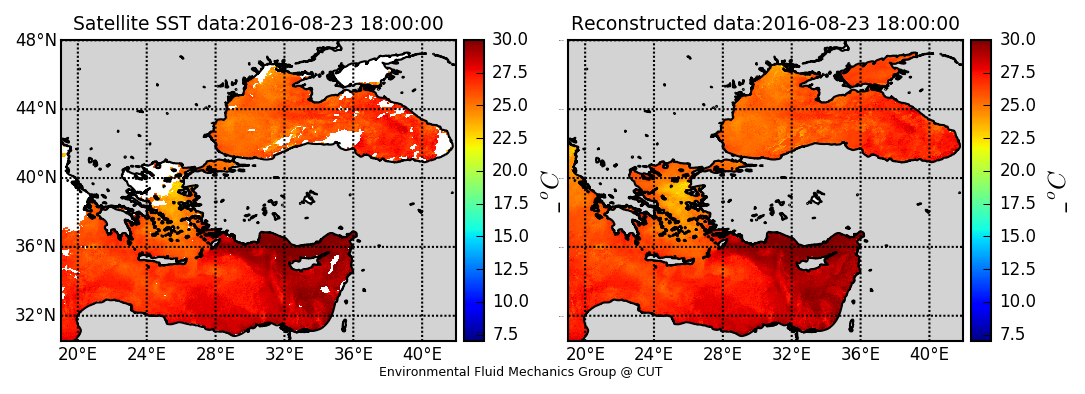 Satellite SST data:2016-08-23 18:00:00
48°N
44°N
40°N
36°N
32°N
20°E 24°E 28°E 32°E 36°E 40°E
30.0
27.5
25.0
22.5
20.0
17.5
15.0
12.5
10.0
7.5
_ °C
Reconstructed data:2016-08-23 18:00:00
20°E 24°E 28°E 32°E 36°E 40°E
30.0
27.5
25.0
22.5
20.0
17.5
15.0
12.5
10.0
7.5
_ °C
Environmental Fluid Mechanics Group @ CUT